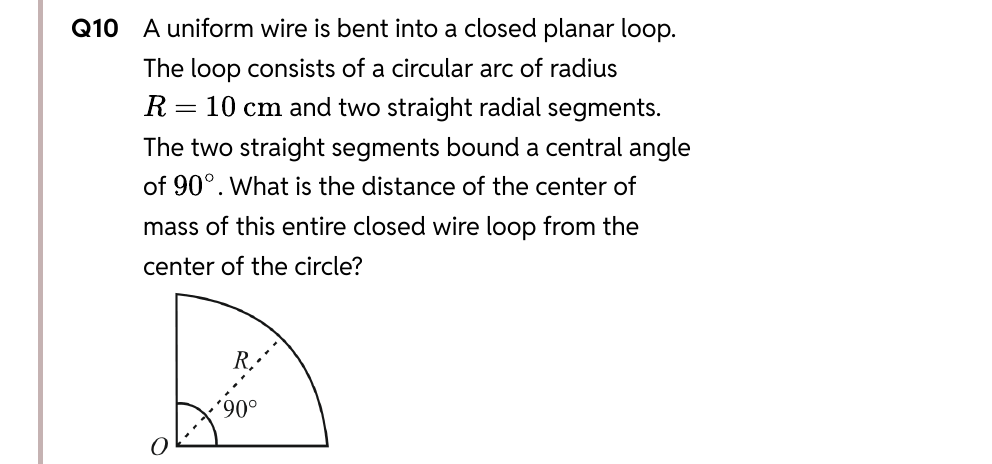 Q10 A uniform wire is bent into a closed planar loop.
The loop consists of a circular arc of radius
R = 10 cm and two straight radial segments.
The two straight segments bound a central angle
of 90°. What is the distance of the center of
mass of this entire closed wire loop from the
center of the circle?
R
90°
O